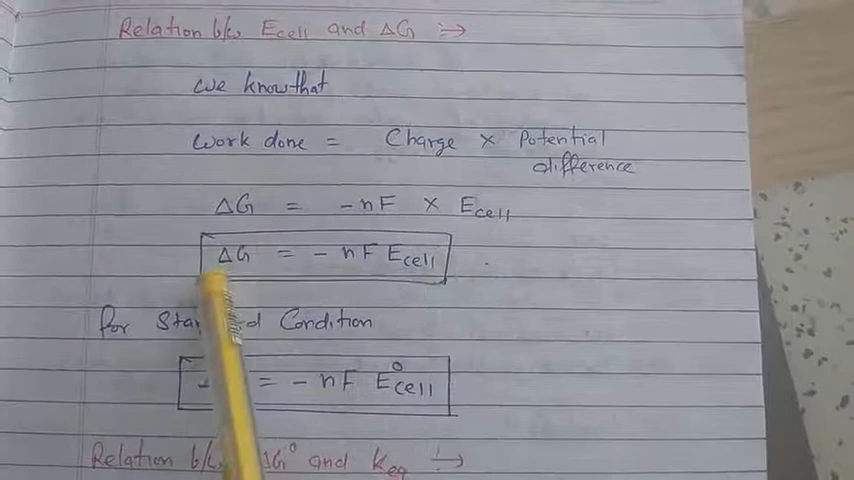 Relation b/w Ecell and ΔG :→
we know that
work done = Charge × Potential
difference
ΔG = -nF × Ecell
ΔG = - nF Ecell
for Condition
= - nF E°cell
Relation ΔG° and Keq :→